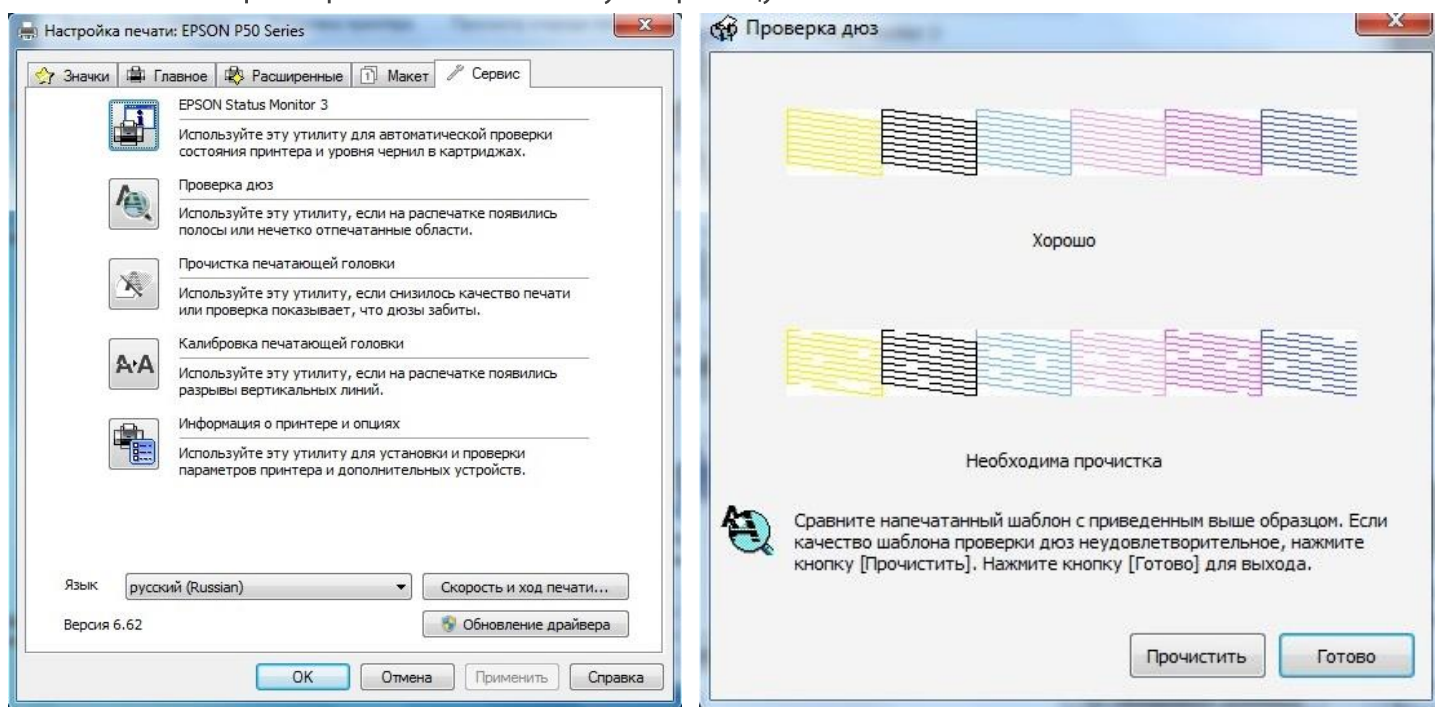 Настройка печати: EPSON P50 Series
Значки
Главное
Расширенные
Макет
Сервис
EPSON Status Monitor 3
Используйте эту утилиту для автоматической проверки
состояния принтера и уровня чернил в картриджах.
Проверка дюз
Используйте эту утилиту, если на распечатке появились
полосы или нечетко отпечатанные области.
Прочистка печатающей головки
Используйте эту утилиту, если снизилось качество печати
или проверка показывает, что дюзы забиты.
Калибровка печатающей головки
Используйте эту утилиту, если на распечатке появились
разрывы вертикальных линий.
Информация о принтере и опциях
Используйте эту утилиту для установки и проверки
параметров принтера и дополнительных устройств.
Язык
русский (Russian)
Скорость и ход печати...
Версия 6.62
Обновление драйвера
OK
Отмена
Применить
Справка
Проверка дюз
Хорошо
Необходима прочистка
Сравните напечатанный шаблон с приведенным выше образцом. Если
качество шаблона проверки дюз неудовлетворительное, нажмите
кнопку [Прочистить]. Нажмите кнопку [Готово] для выхода.
Прочистить
Готово